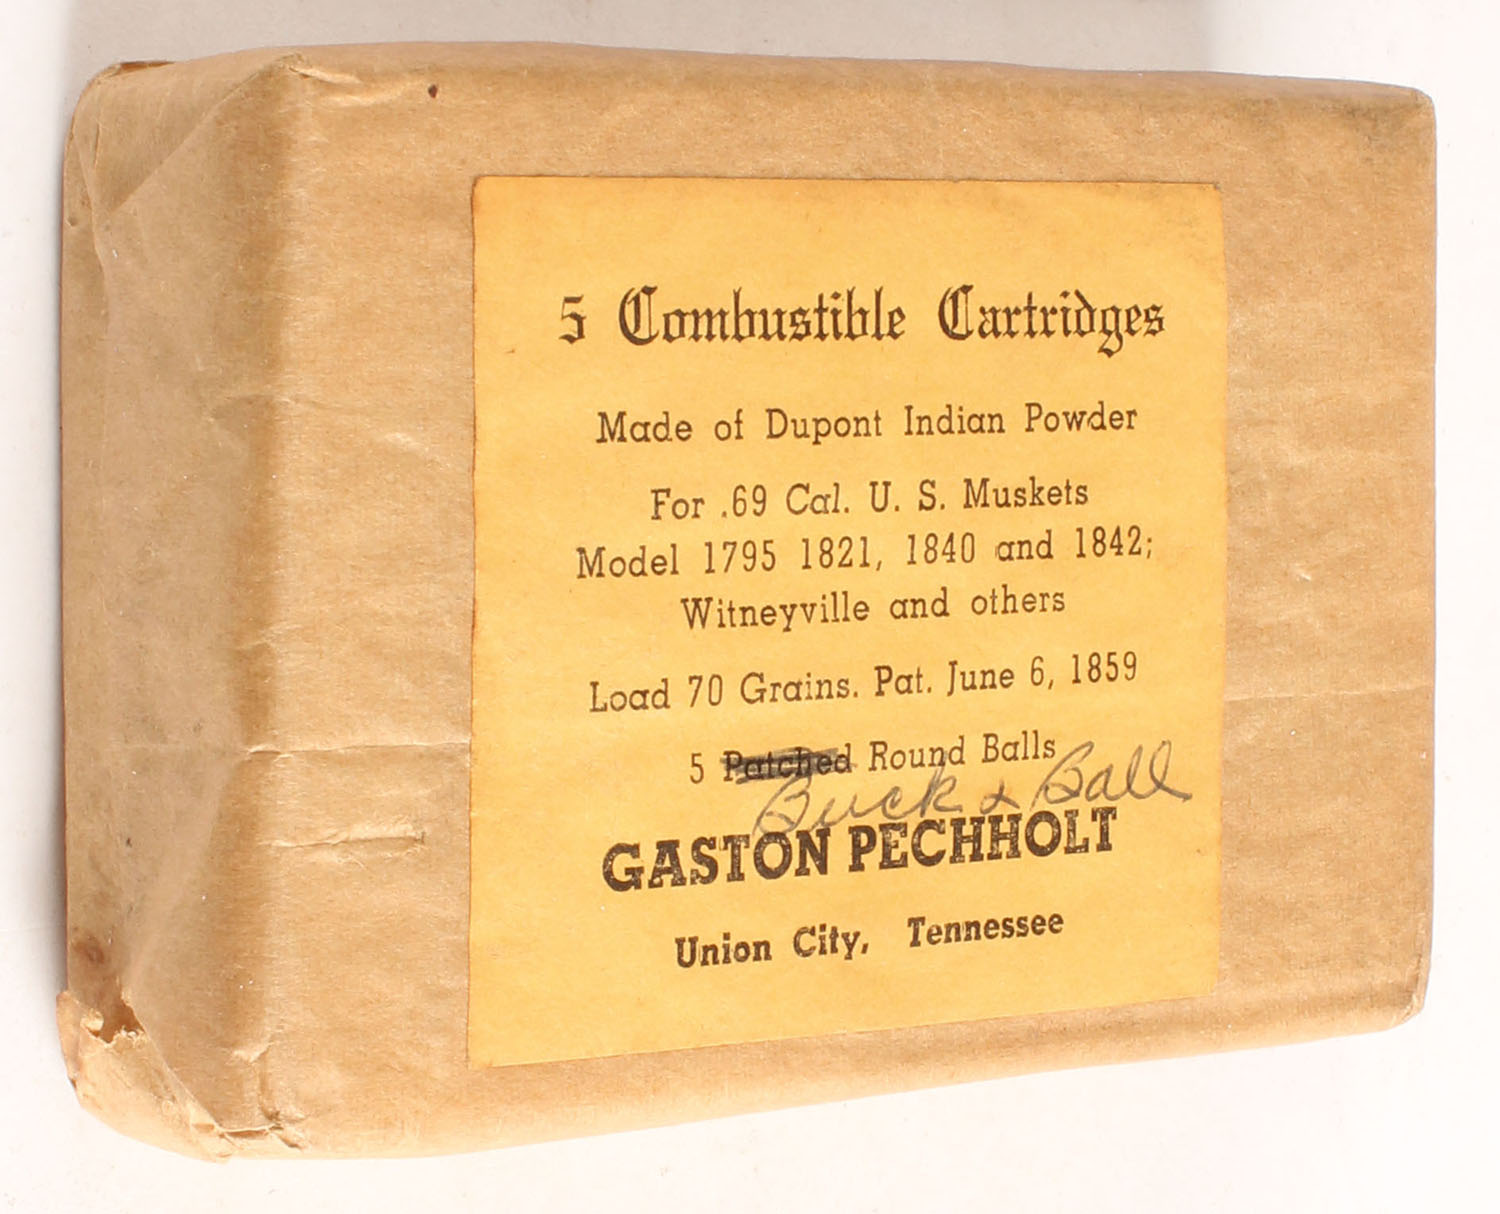 5 Combustible Cartridges
Made of Dupont Indian Powder
For .69 Cal. U. S. Muskets
Model 1795 1821, 1840 and 1842;
Witneyville and others
Load 70 Grains. Pat. June 6, 1859
5 Patched Round Balls
Buck & Ball
GASTON PECHHOLT
Union City, Tennessee